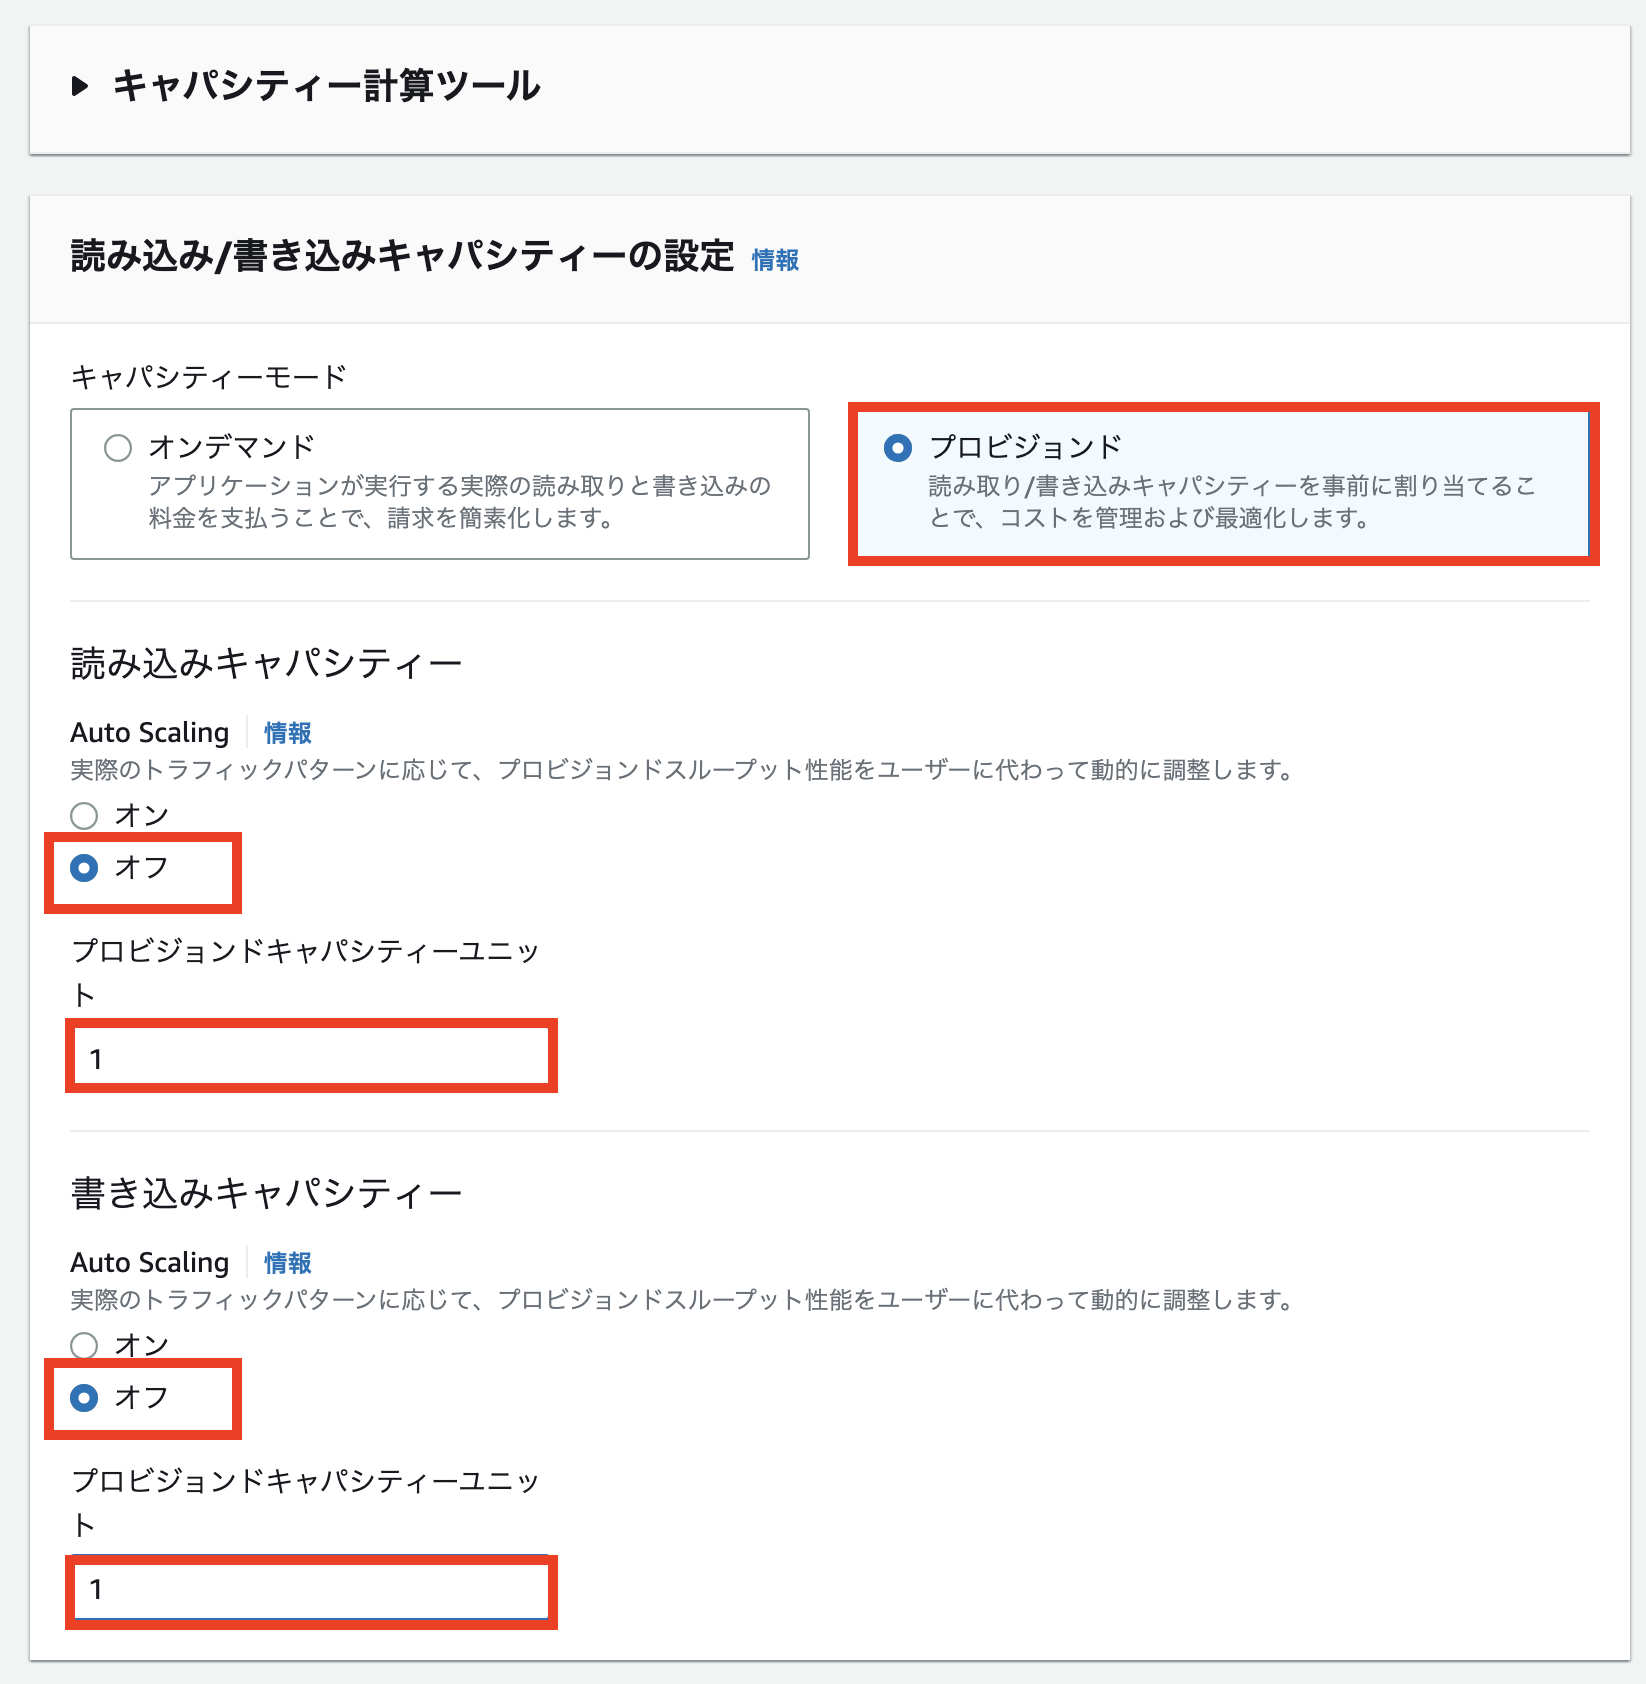 キャパシティー計算ツール
読み込み/書き込みキャパシティーの設定 情報
キャパシティーモード
オンデマンド
アプリケーションが実行する実際の読み取りと書き込みの
料金を支払うことで、請求を簡素化します。
プロビジョンド
読み取り/書き込みキャパシティーを事前に割り当てるこ
とで、コストを管理および最適化します。
読み込みキャパシティー
Auto Scaling 情報
実際のトラフィックパターンに応じて、プロビジョンドスループット性能をユーザーに代わって動的に調整します。
オン
オフ
プロビジョンドキャパシティーユニッ
ト
1
書き込みキャパシティー
Auto Scaling 情報
実際のトラフィックパターンに応じて、プロビジョンドスループット性能をユーザーに代わって動的に調整します。
オン
オフ
プロビジョンドキャパシティーユニッ
ト
1